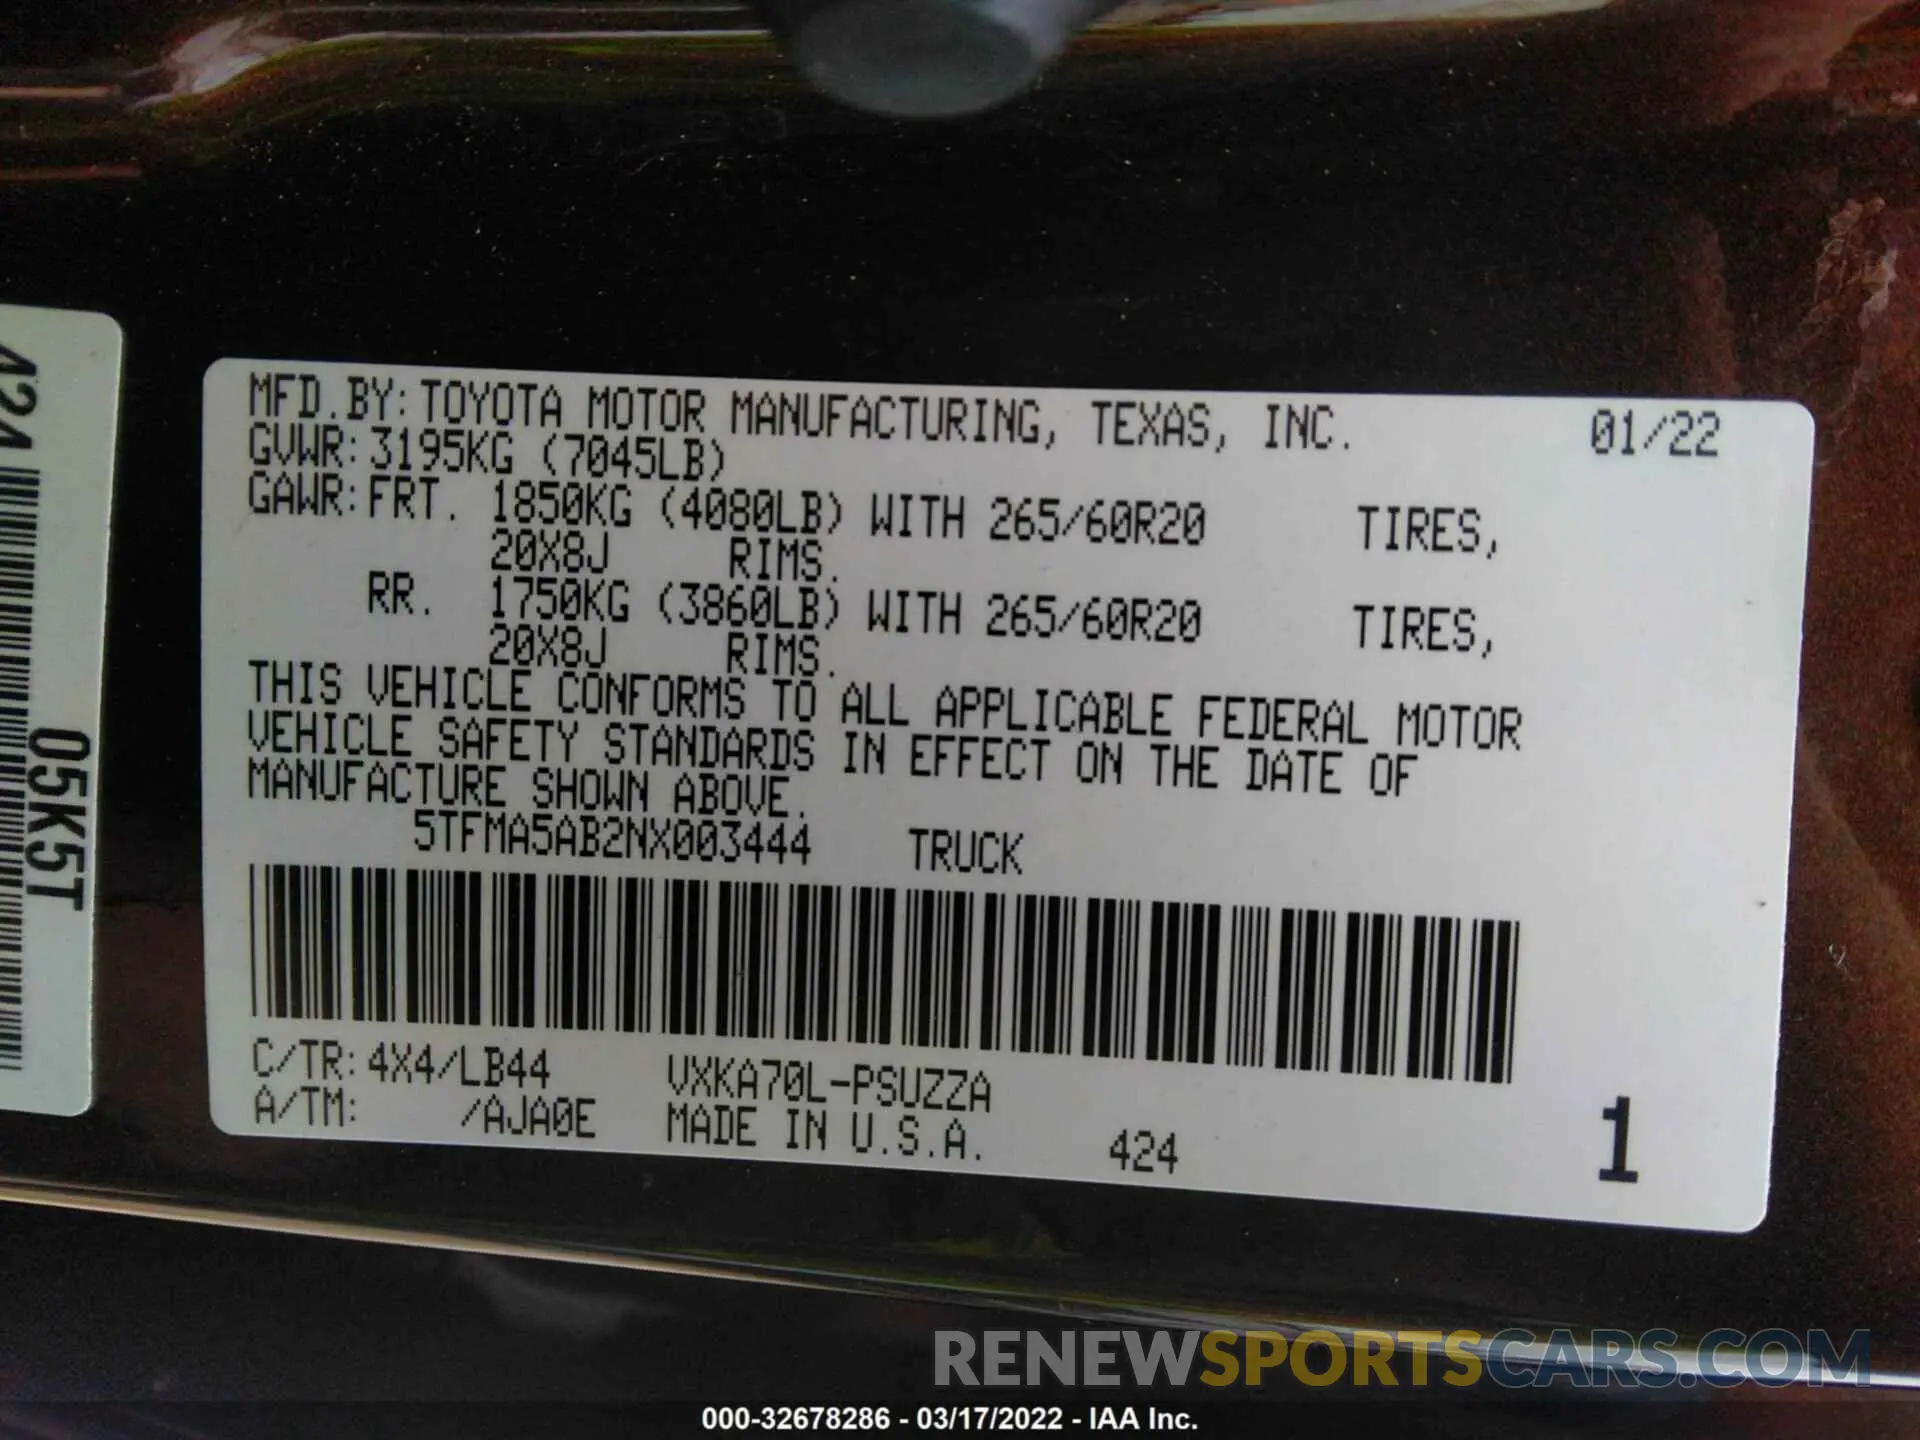 MFD.BY:TOYOTA MOTOR MANUFACTURING, TEXAS, INC. 01/22
GVWR:3195KG (7045LB)
GAWR:FRT. 1850KG (4080LB) WITH 265/60R20 TIRES,
20X8J RIMS.
RR. 1750KG (3860LB) WITH 265/60R20 TIRES,
20X8J RIMS.
THIS VEHICLE CONFORMS TO ALL APPLICABLE FEDERAL MOTOR
VEHICLE SAFETY STANDARDS IN EFFECT ON THE DATE OF
MANUFACTURE SHOWN ABOVE.
5TFMA5AB2NX003444 TRUCK
C/TR:4X4/LB44 VXKA70L-PSUZZA
A/TM: /AJA0E MADE IN U.S.A. 424 1
424
05K5T
RENEWSPORTSCARS.COM
000-32678286 - 03/17/2022 - IAA Inc.